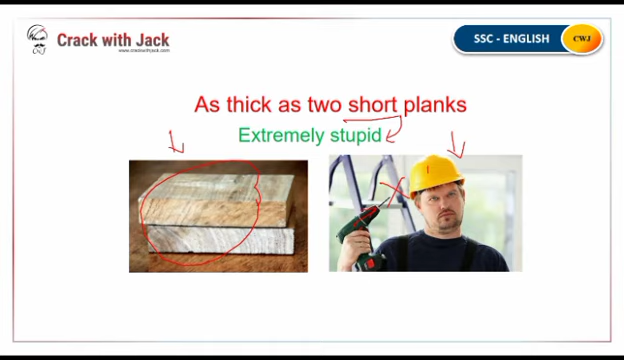 Crack with Jack
www.crackwithjack.com
SSC - ENGLISH
CWJ
As thick as two short planks
Extremely stupid